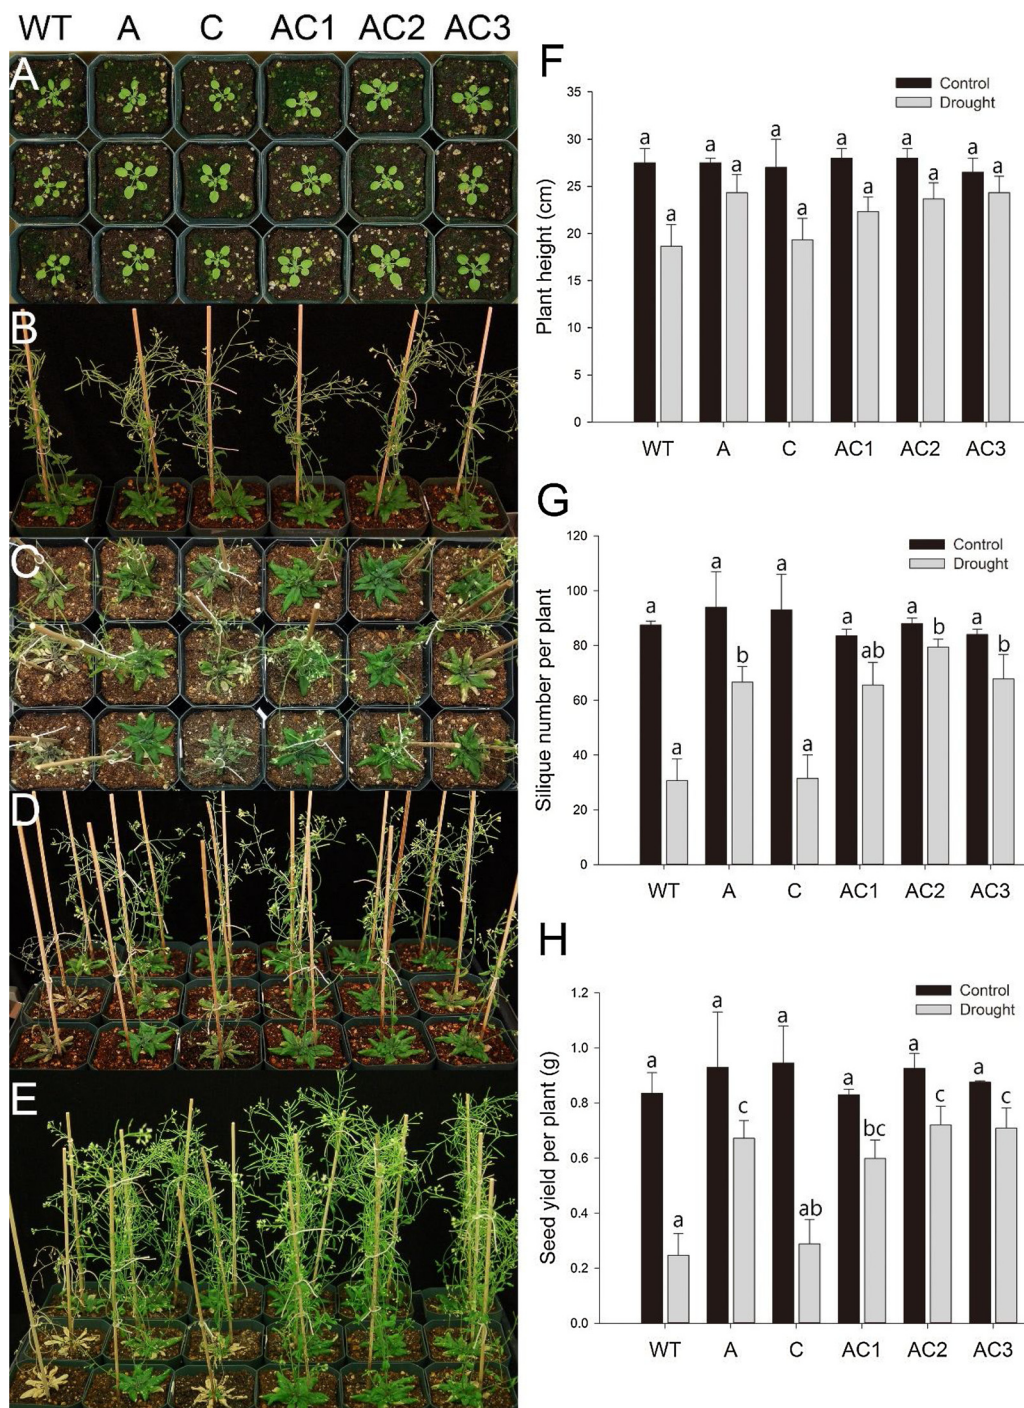 WT A C AC1 AC2 AC3
A
B
C
D
E
F
Control
Drought
Plant height (cm)
35
30
25
20
15
10
5
0
a a a a a a a a a a a a
WT A C AC1 AC2 AC3
G
Control
Drought
Silique number per plant
120
100
80
60
40
20
0
a a a b a a a ab a b a b
WT A C AC1 AC2 AC3
H
Control
Drought
Seed yield per plant (g)
1.2
1.0
0.8
0.6
0.4
0.2
0.0
a a a c a ab a bc a c a c
WT A C AC1 AC2 AC3